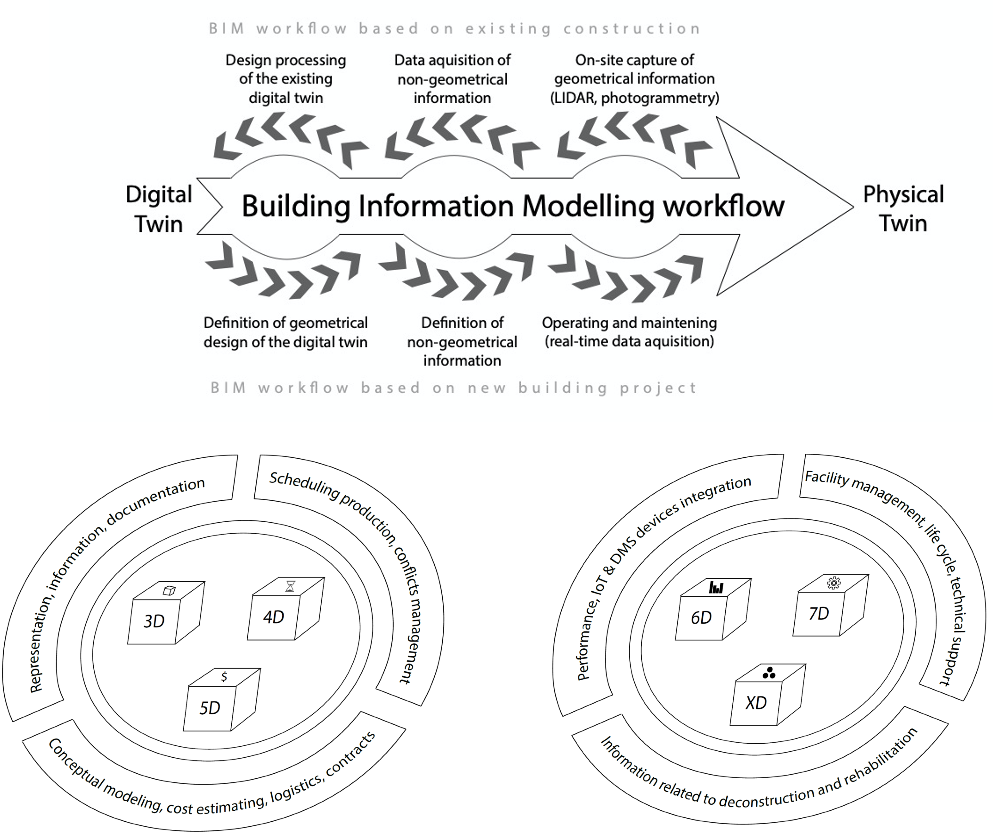 BIM workflow based on existing construction
Design processing
of the existing
digital twin
Data aquisition of
non-geometrical
information
On-site capture of
geometrical information
(LIDAR, photogrammetry)
Digital
Twin
Building Information Modelling workflow
Physical
Twin
Definition of geometrical
design of the digital twin
Definition of
non-geometrical
information
Operating and maintening
(real-time data aquisition)
BIM workflow based on new building project
Representation, information, documentation
Scheduling production, conflicts management
3D
4D
$
5D
Conceptual modeling, cost estimating, logistics, contracts
Performance, IoT & DMS devices integration
Facility management, life cycle, technical support
6D
7D
XD
Information related to deconstruction and rehabilitation